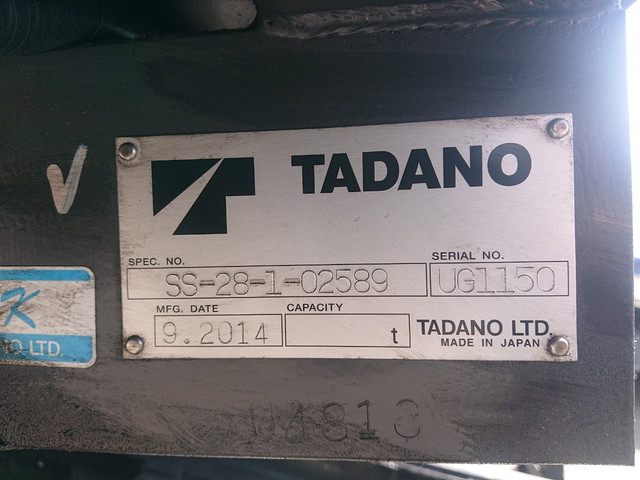 TADANO
SPEC. NO.
SS-28-1-02589
SERIAL NO.
UG1150
MFG. DATE
9.2014
CAPACITY
t
TADANO LTD.
MADE IN JAPAN
K
O LTD.